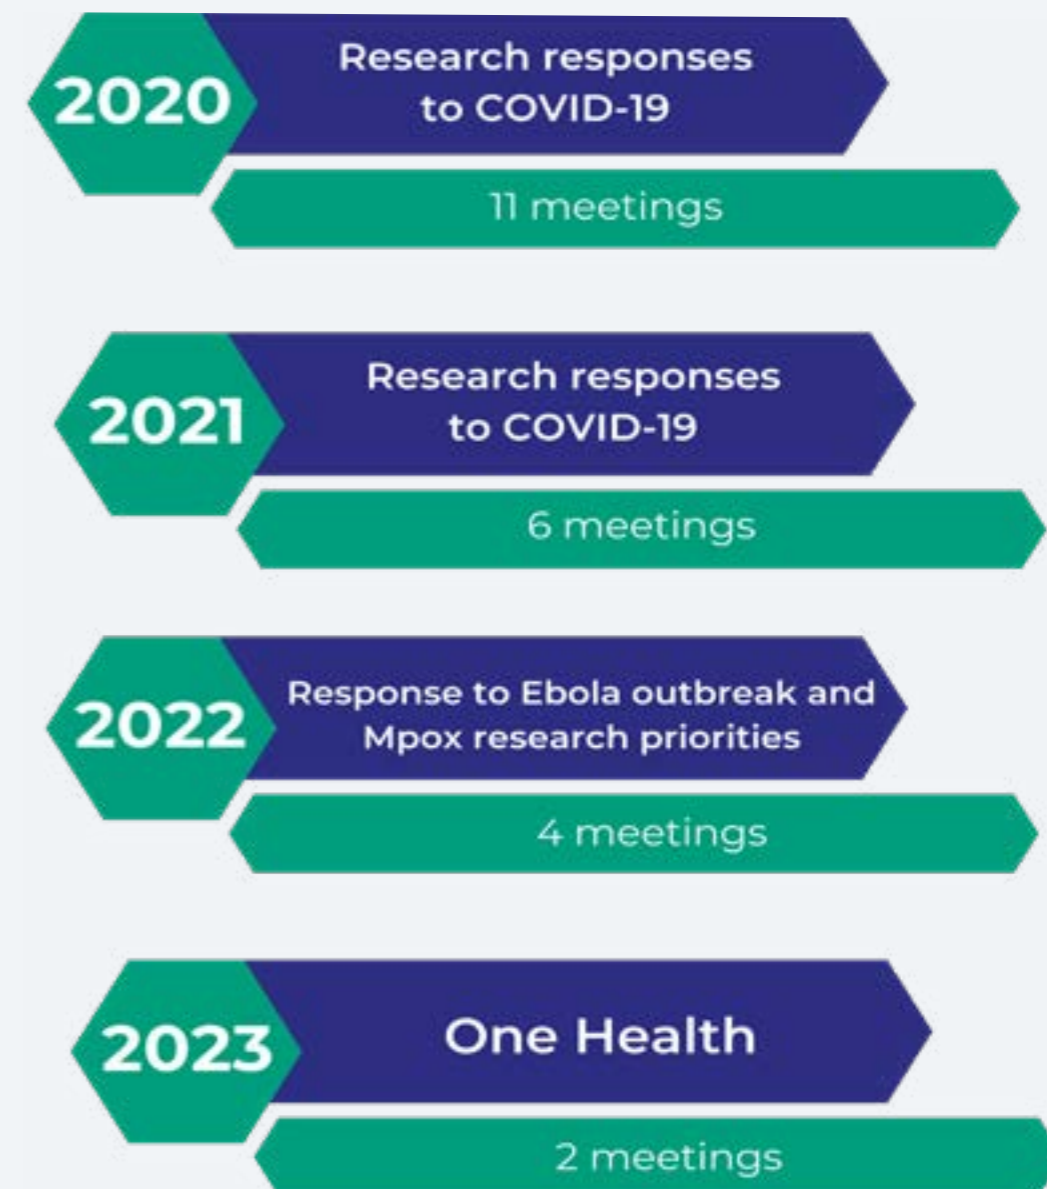 2020
Research responses
to COVID-19
11 meetings
2021
Research responses
to COVID-19
6 meetings
2022
Response to Ebola outbreak and
Mpox research priorities
4 meetings
2023
One Health
2 meetings